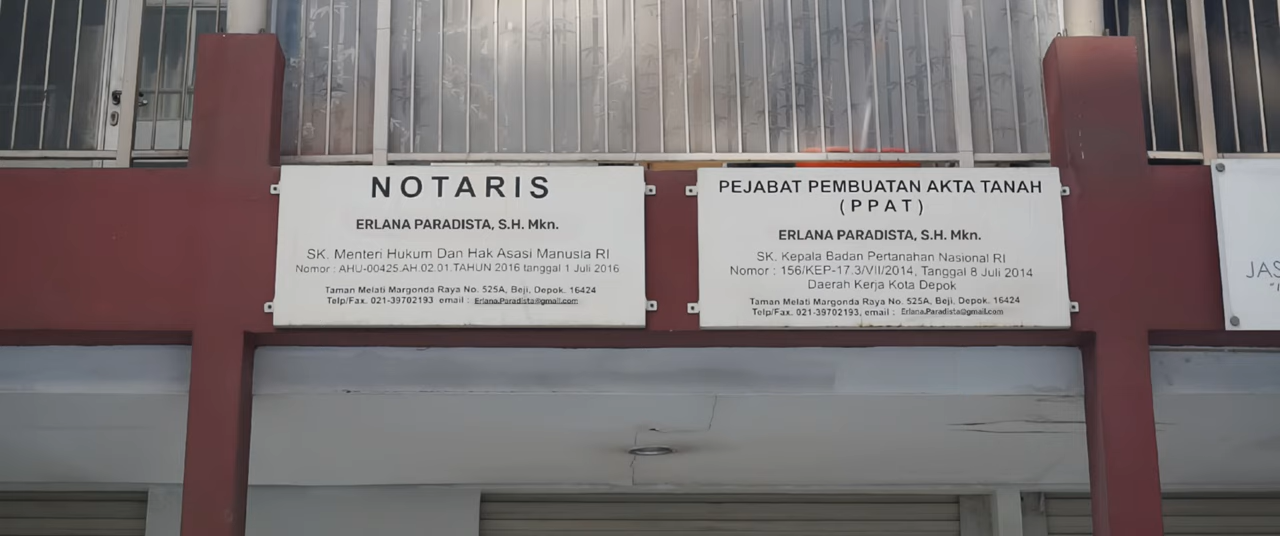 NOTARIS
ERLANA PARADISTA, S.H. Mkn.
SK. Menteri Hukum Dan Hak Asasi Manusia RI
Nomor : AHU-00425.AH.02.01.TAHUN 2016 tanggal 1 Juli 2016
Taman Melati Margonda Raya No. 525A, Beji, Depok. 16424
Telp/Fax. 021-39702193 email : Erlana.Paradista@gmail.com
PEJABAT PEMBUATAN AKTA TANAH
(PPAT)
ERLANA PARADISTA, S.H. Mkn.
SK. Kepala Badan Pertanahan Nasional RI
Nomor : 156/KEP-17.3/VII/2014, Tanggal 8 Juli 2014
Daerah Kerja Kota Depok
Taman Melati Margonda Raya No. 525A, Beji, Depok. 16424
Telp/Fax. 021-39702193, email : Erlana.Paradista@gmail.com
JAS